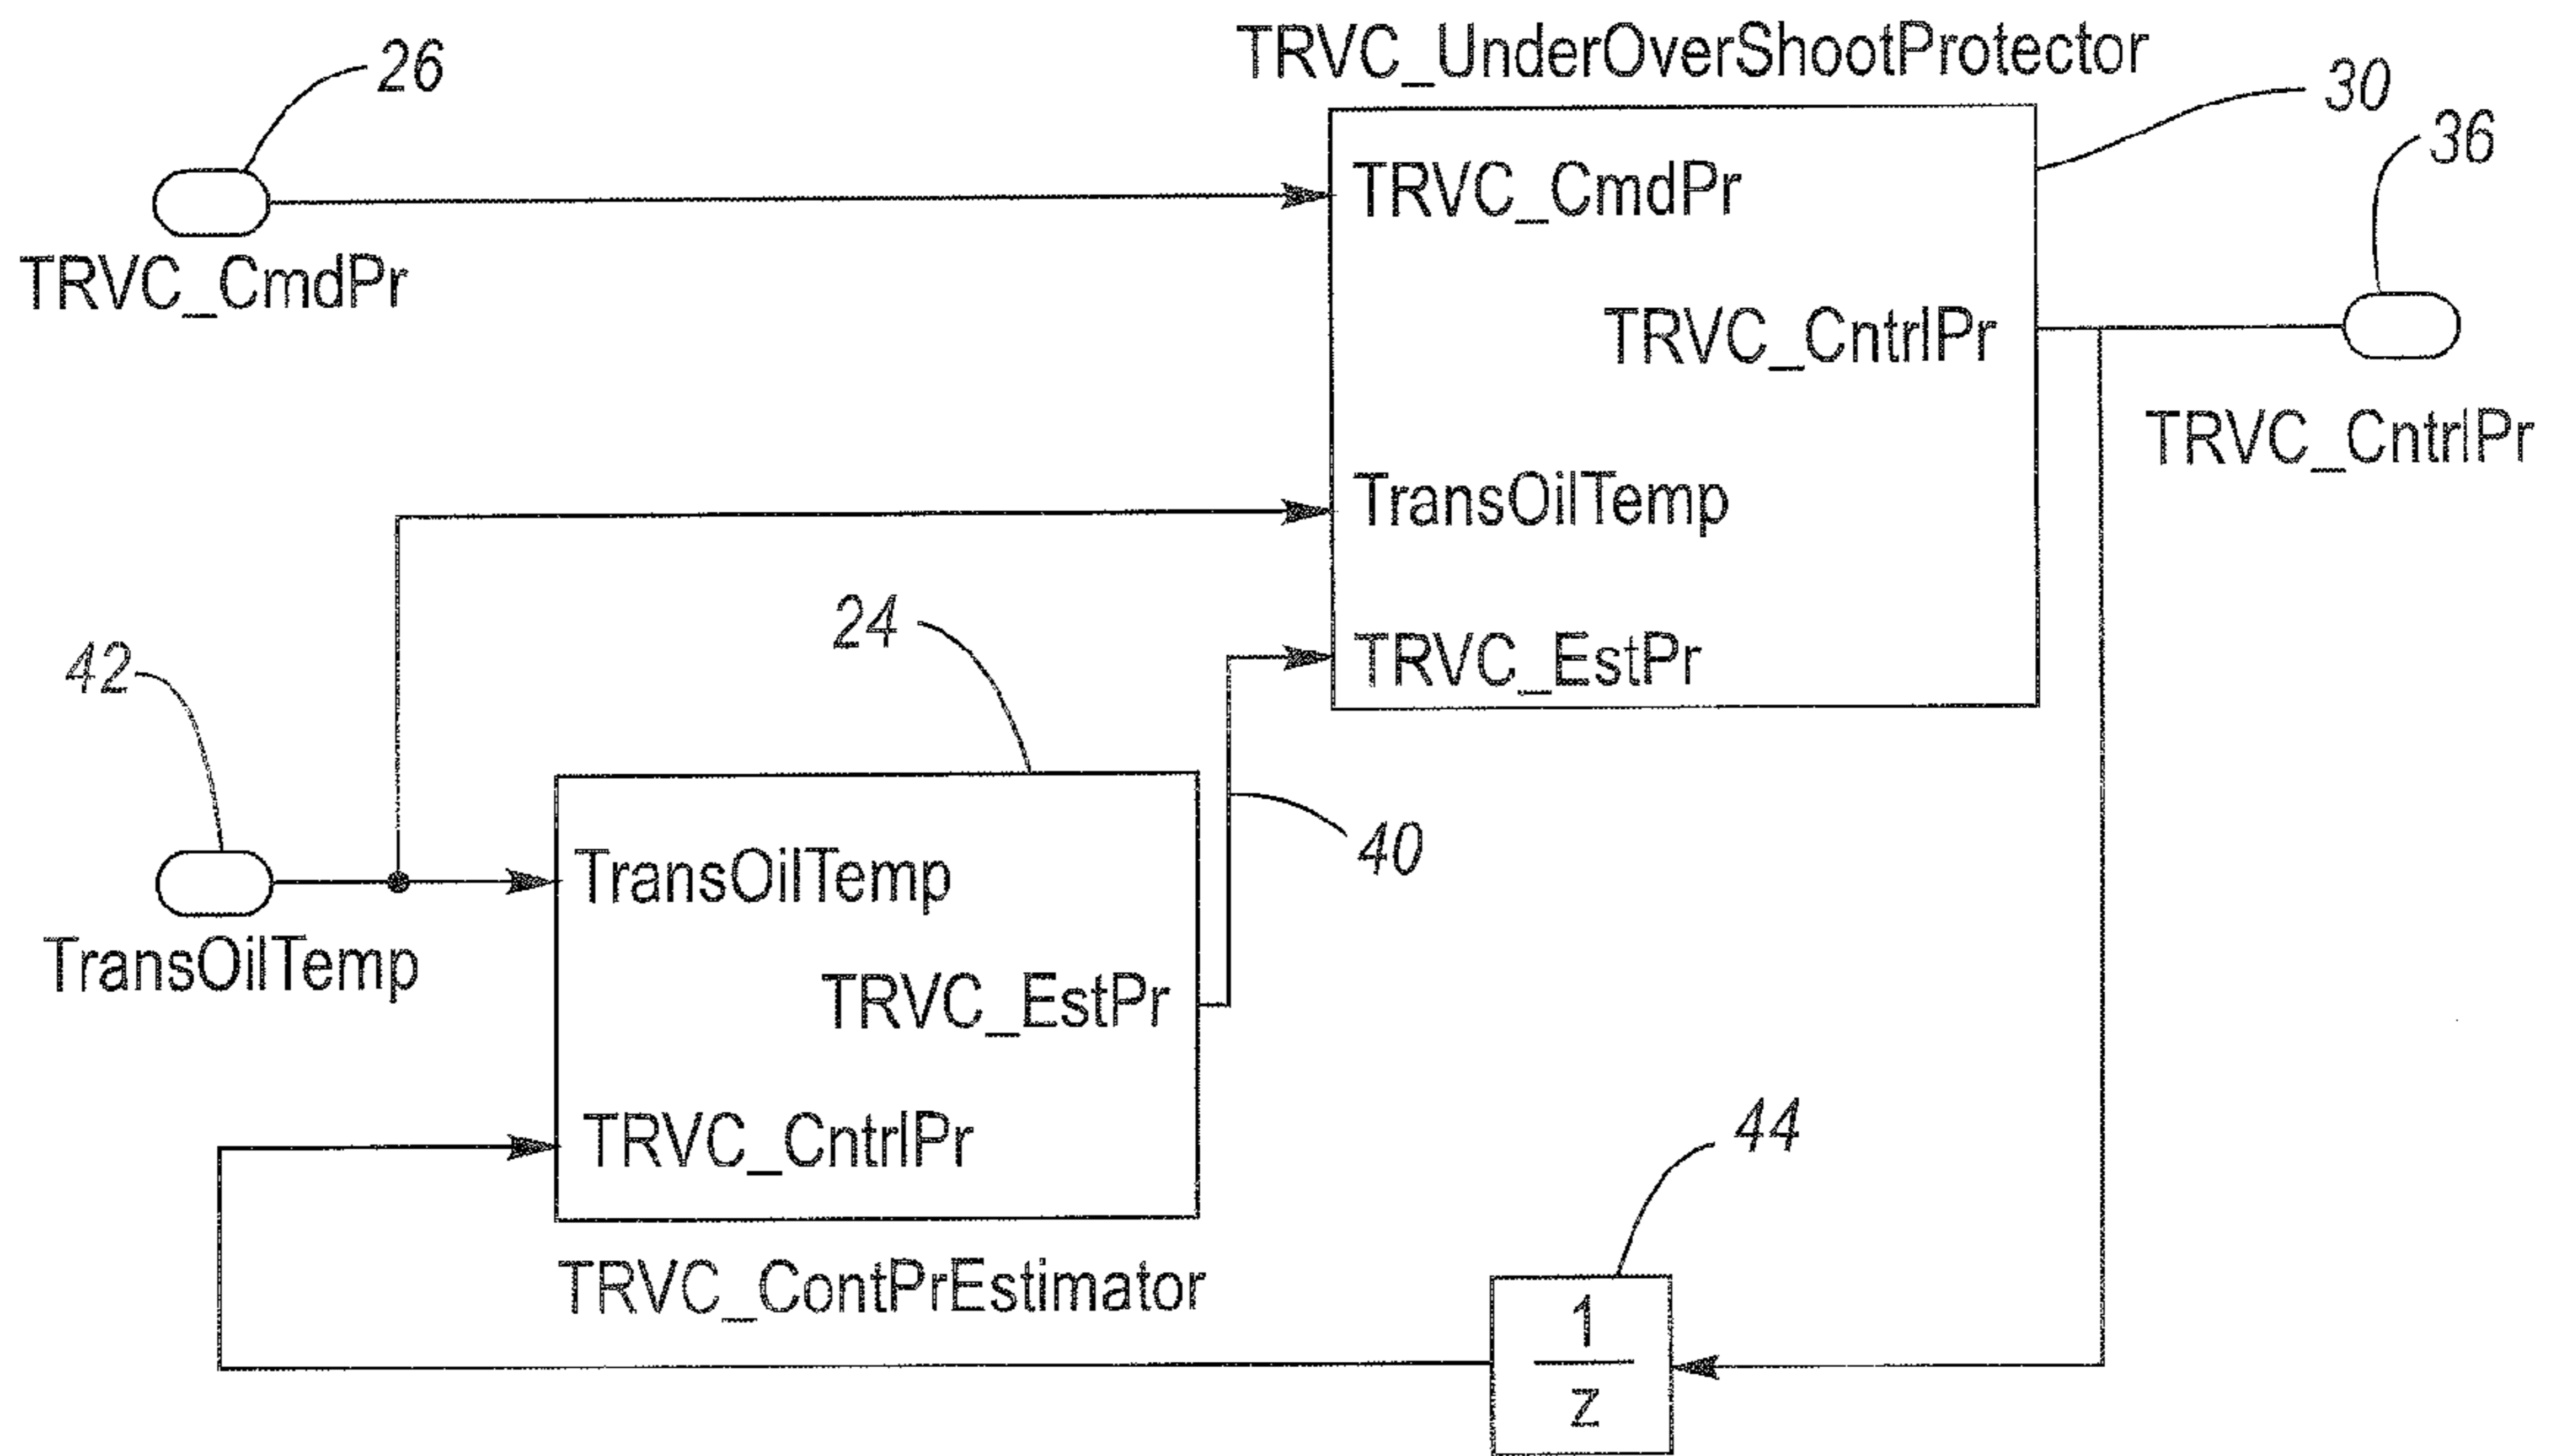 TRVC_UnderOverShootProtector
26
30
36
TRVC_CmdPr
TRVC_CmdPr
TRVC_CntrlPr
TRVC_CntrlPr
TransOilTemp
TRVC_EstPr
24
42
40
TransOilTemp
TransOilTemp
TRVC_EstPr
TRVC_CntrlPr
44
TRVC_ContPrEstimator
1
z